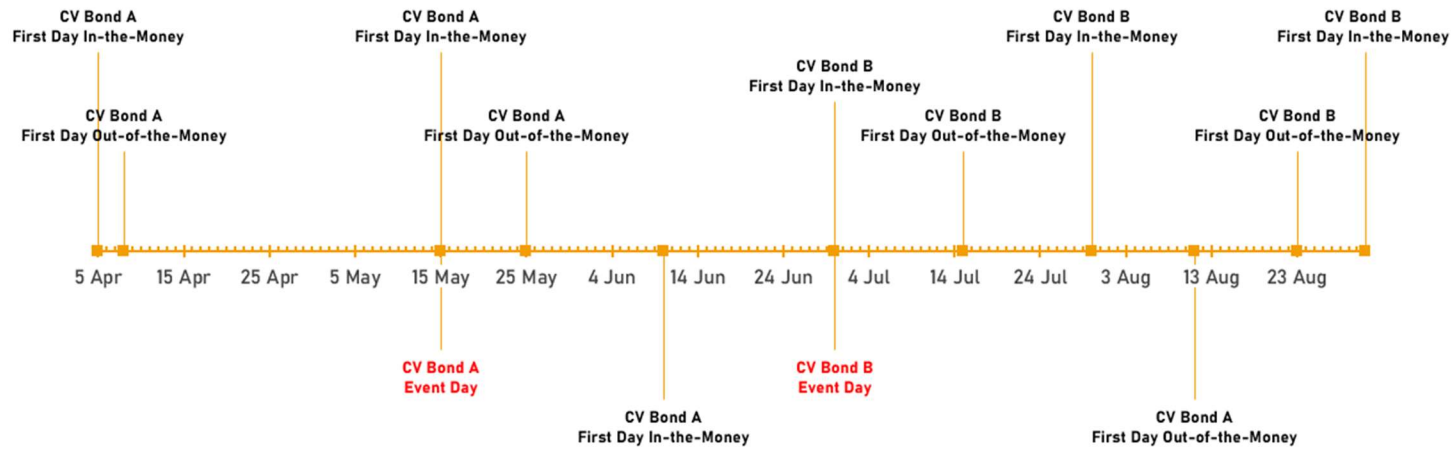 CV Bond A
First Day In-the-Money
CV Bond A
First Day In-the-Money
CV Bond B
First Day In-the-Money
CV Bond B
First Day In-the-Money
CV Bond B
First Day In-the-Money
CV Bond A
First Day Out-of-the-Money
CV Bond A
First Day Out-of-the-Money
CV Bond B
First Day Out-of-the-Money
CV Bond B
First Day Out-of-the-Money
5 Apr
15 Apr
25 Apr
5 May
15 May
25 May
4 Jun
14 Jun
24 Jun
4 Jul
14 Jul
24 Jul
3 Aug
13 Aug
23 Aug
CV Bond A
Event Day
CV Bond B
Event Day
CV Bond A
First Day In-the-Money
CV Bond A
First Day Out-of-the-Money